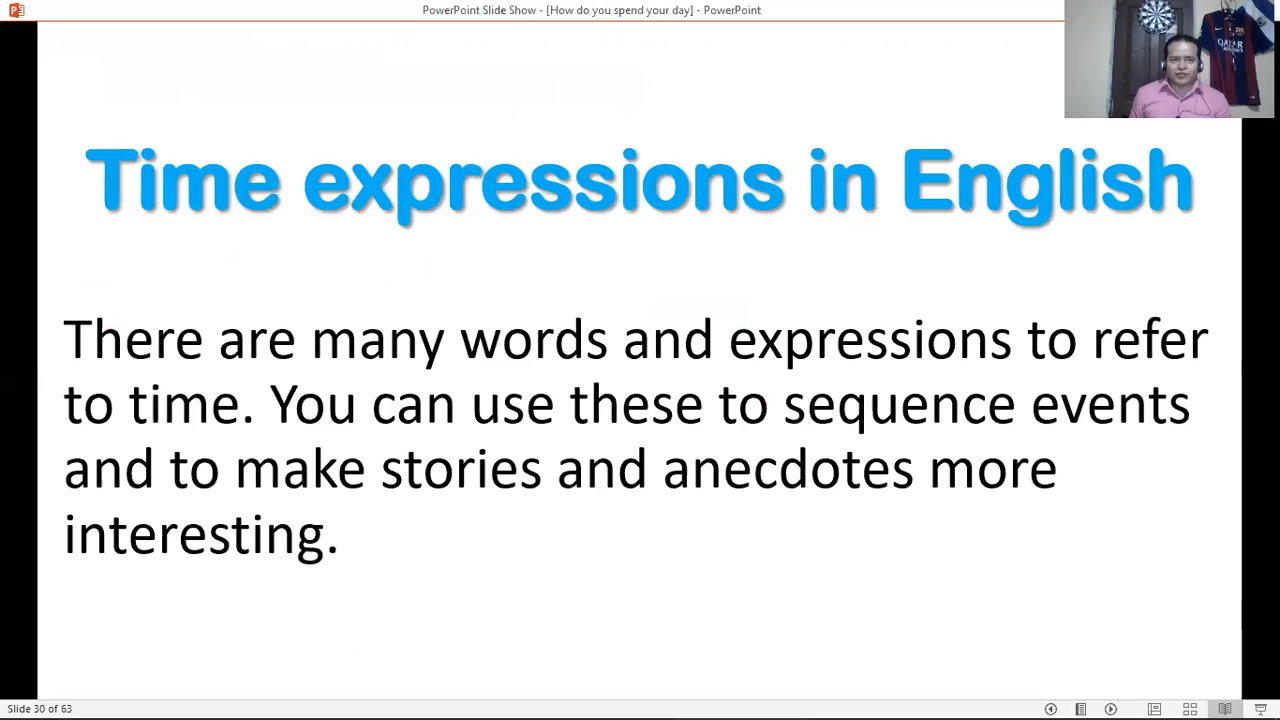 PowerPoint Slide Show - [How do you spend your day] - PowerPoint
QATAR
AIRWAYS
Time expressions in English
There are many words and expressions to refer
to time. You can use these to sequence events
and to make stories and anecdotes more
interesting.
Slide 30 of 63